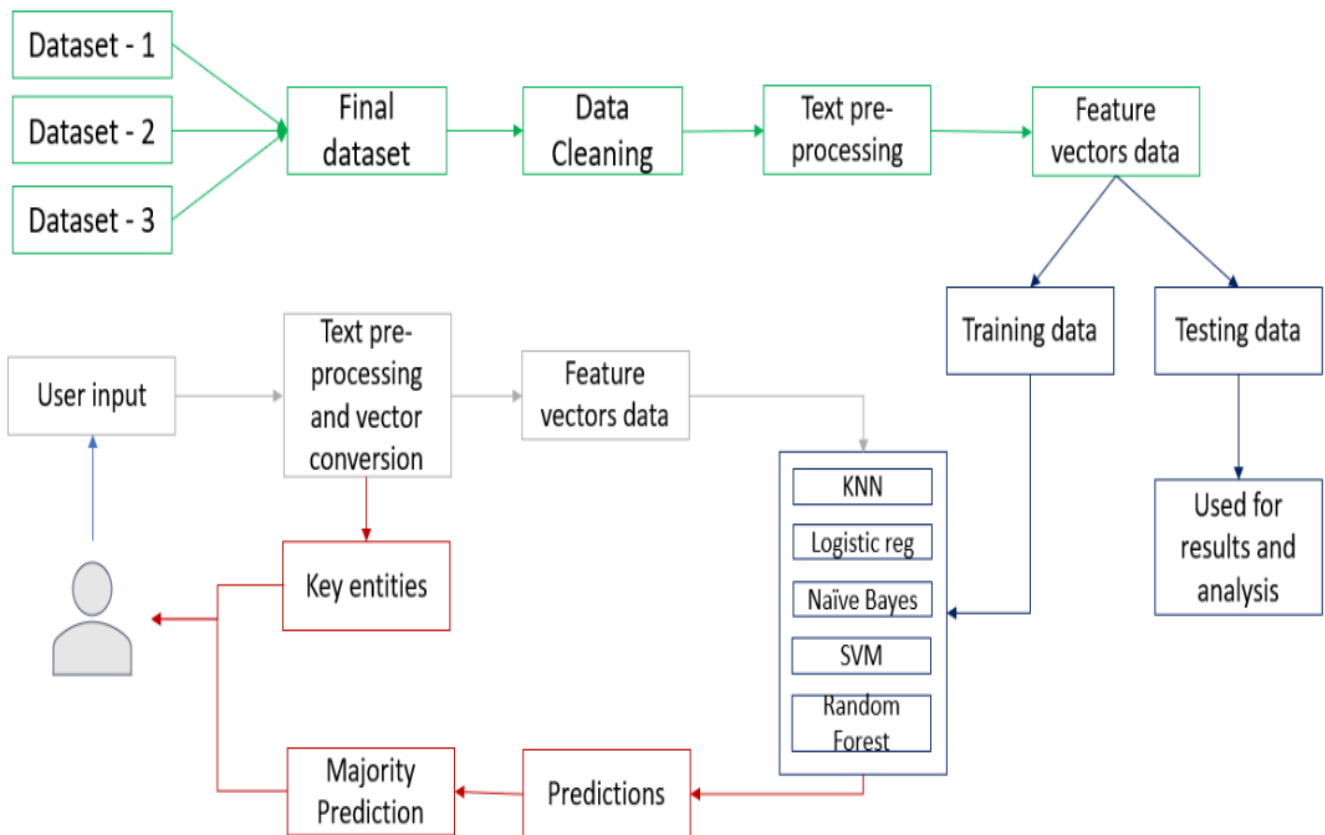 Dataset - 1
Dataset - 2
Dataset - 3
Final
dataset
Data
Cleaning
Text pre-
processing
Feature
vectors data
Training data
Testing data
Used for
results and
analysis
User input
Text pre-
processing
and vector
conversion
Feature
vectors data
KNN
Logistic reg
Naïve Bayes
SVM
Random
Forest
Key entities
Majority
Prediction
Predictions